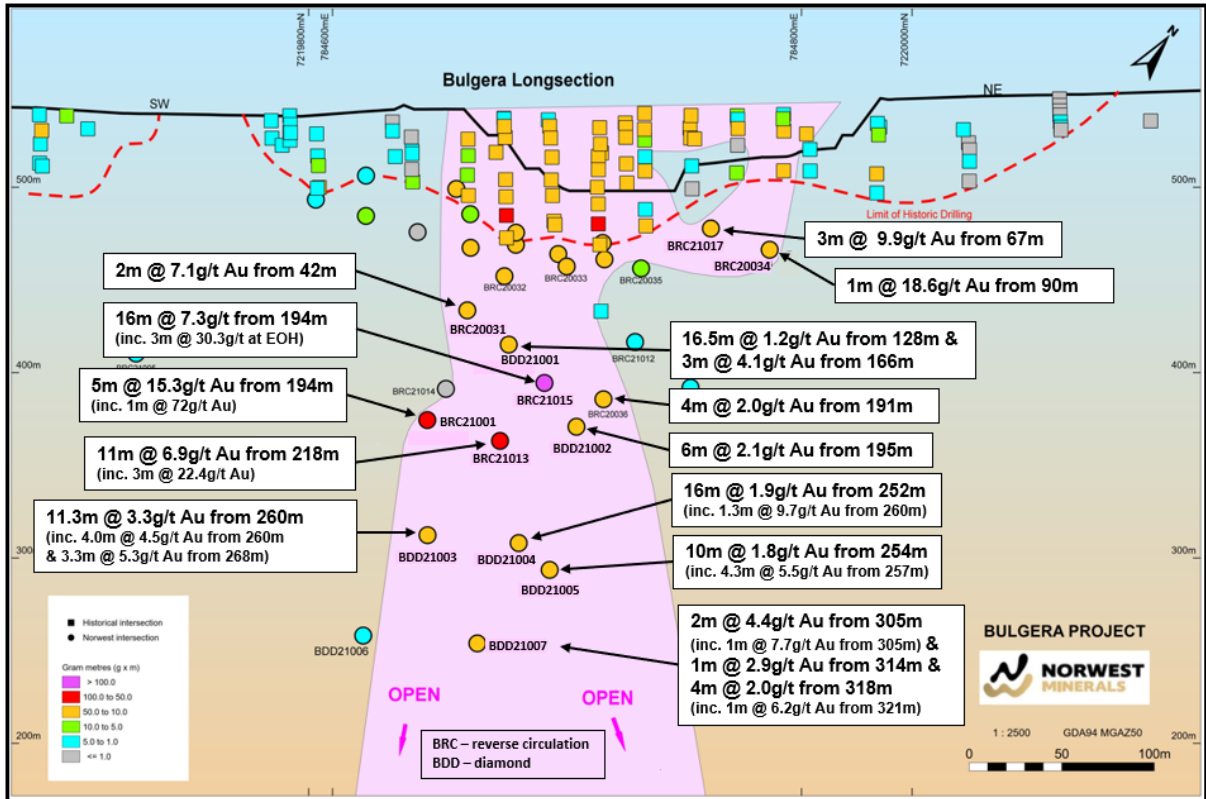 7219800mN
784600mE
784800mE
7220000mN
N
Bulgera Longsection
SW
NE
500m
Limit of Historic Drilling
BRC21017
3m @ 9.9g/t Au from 67m
BRC20034
1m @ 18.6g/t Au from 90m
BRC20033
BRC20032
BRC20035
2m @ 7.1g/t Au from 42m
BRC20031
16m @ 7.3g/t from 194m
(inc. 3m @ 30.3g/t at EOH)
BDD21001
16.5m @ 1.2g/t Au from 128m &
3m @ 4.1g/t Au from 166m
BRC21012
400m
5m @ 15.3g/t Au from 194m
(inc. 1m @ 72g/t Au)
BRC21014
BRC21015
BRC20036
4m @ 2.0g/t Au from 191m
BRC21001
BDD21002
6m @ 2.1g/t Au from 195m
11m @ 6.9g/t Au from 218m
(inc. 3m @ 22.4g/t Au)
BRC21013
16m @ 1.9g/t Au from 252m
(inc. 1.3m @ 9.7g/t Au from 260m)
11.3m @ 3.3g/t Au from 260m
(inc. 4.0m @ 4.5g/t Au from 260m
& 3.3m @ 5.3g/t Au from 268m)
300m
BDD21003
BDD21004
BDD21005
10m @ 1.8g/t Au from 254m
(inc. 4.3m @ 5.5g/t Au from 257m)
BDD21006
BDD21007
2m @ 4.4g/t Au from 305m
(inc. 1m @ 7.7g/t Au from 305m) &
1m @ 2.9g/t Au from 314m &
4m @ 2.0g/t from 318m
(inc. 1m @ 6.2g/t Au from 321m)
Historical intersection
Norwest intersection
Gram metres (g x m)
> 100.0
100.0 to 50.0
50.0 to 10.0
10.0 to 5.0
5.0 to 1.0
<= 1.0
OPEN
OPEN
BRC – reverse circulation
BDD – diamond
BULGERA PROJECT
NORWEST
MINERALS
1 : 2500
GDA94 MGAZ50
200m
200m
0
50
100m